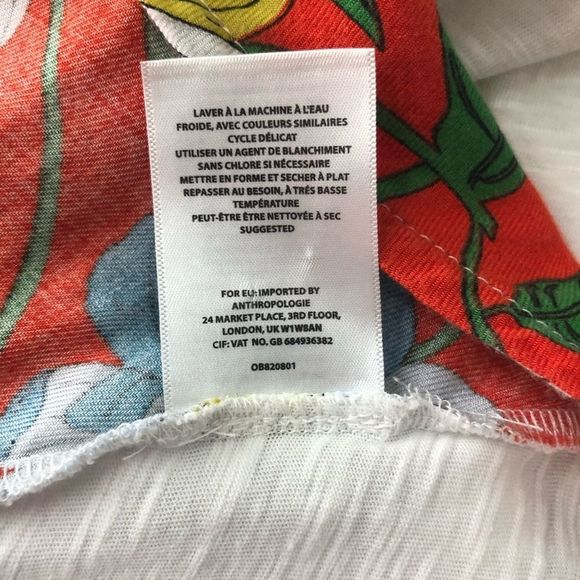 LAVER À LA MACHINE À L'EAU
FROIDE, AVEC COULEURS SIMILAIRES
CYCLE DÉLICAT
UTILISER UN AGENT DE BLANCHIMENT
SANS CHLORE SI NÉCESSAIRE
METTRE EN FORME ET SECHER À PLAT
REPASSER AU BESOIN, À TRÉS BASSE
TEMPÉRATURE
PEUT-ÊTRE ÊTRE NETTOYÉE À SEC
SUGGESTED
FOR EU: IMPORTED BY
ANTHROPOLOGIE
24 MARKET PLACE, 3RD FLOOR,
LONDON, UK W1WBAN
CIF: VAT NO. GB 684936382
OB820801